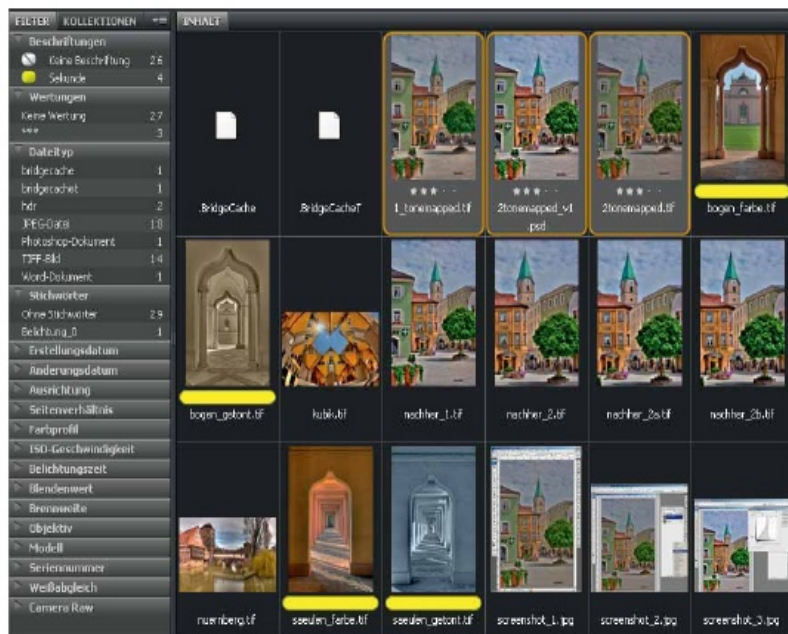 FILTER KOLLEKTIONEN
INHALT
Beschriftungen
Keine Beschriftung 26
Sekunde 4
Wertungen
Keine Wertung 27
*** 3
Dateityp
bridgecache 1
bridgecachet 1
hdr 2
JPEG-Datei 10
Photoshop-Dokument 1
TIFF-Bild 14
Word-Dokument 1
Stichwörter
Ohne Stichwörter 29
Belichtung_0 1
Erstellungsdatum
Änderungsdatum
Ausrichtung
Seitenverhältnis
Farbprofil
ISO-Geschwindigkeit
Belichtungszeit
Blendenwert
Brennweite
Objektiv
Modell
Seriennummer
Weißabgleich
Camera Raw
.BridgeCache
.BridgeCacheT
1_tonemapped.tif
2tonemapped_v1
.psd
2tonemapped.tif
bogen_farbe.tif
bogen_getont.tif
kubik.tif
nachher_1.tif
nachher_2.tif
nachher_2a.tif
nachher_2b.tif
nuernberg.tif
saeulen_farbe.tif
saeulen_getont.tif
screenshot_1.jpg
screenshot_2.jpg
screenshot_3.jpg